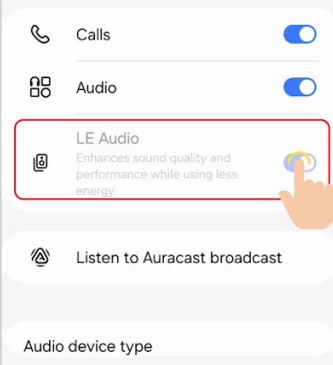 Calls
Audio
LE Audio
Enhances sound quality and
performance while using less
energy.
Listen to Auracast broadcast
Audio device type